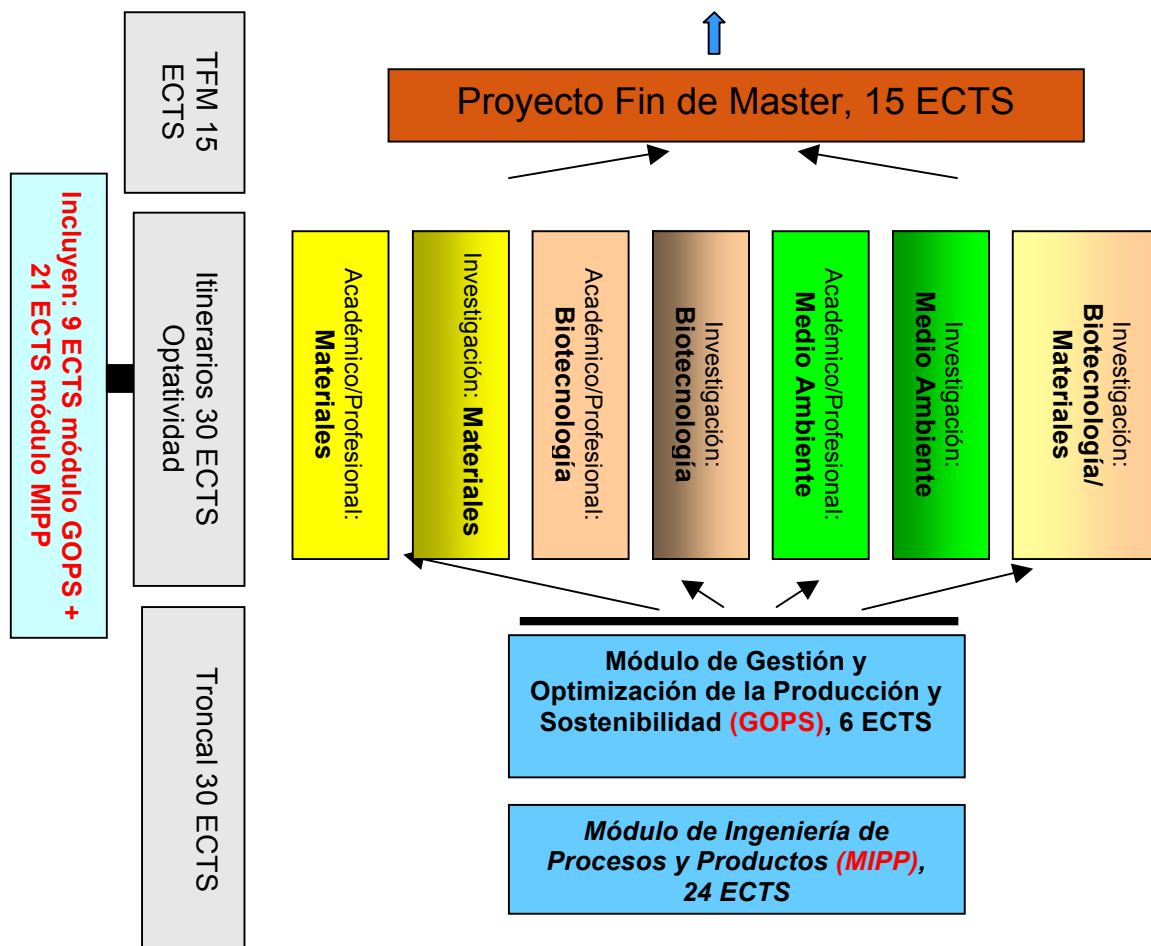 TFM 15
ECTS
Proyecto Fin de Master, 15 ECTS
Incluyen: 9 ECTS módulo GOPS +
21 ECTS módulo MIPP
Itinerarios 30 ECTS
Optatividad
Académico/Profesional:
Materiales
Investigación: Materiales
Académico/Profesional:
Biotecnología
Investigación:
Biotecnología
Académico/Profesional:
Medio Ambiente
Investigación:
Medio Ambiente
Investigación:
Biotecnología/
Materiales
Troncal 30 ECTS
Módulo de Gestión y
Optimización de la Producción y
Sostenibilidad (GOPS), 6 ECTS
Módulo de Ingeniería de
Procesos y Productos (MIPP),
24 ECTS